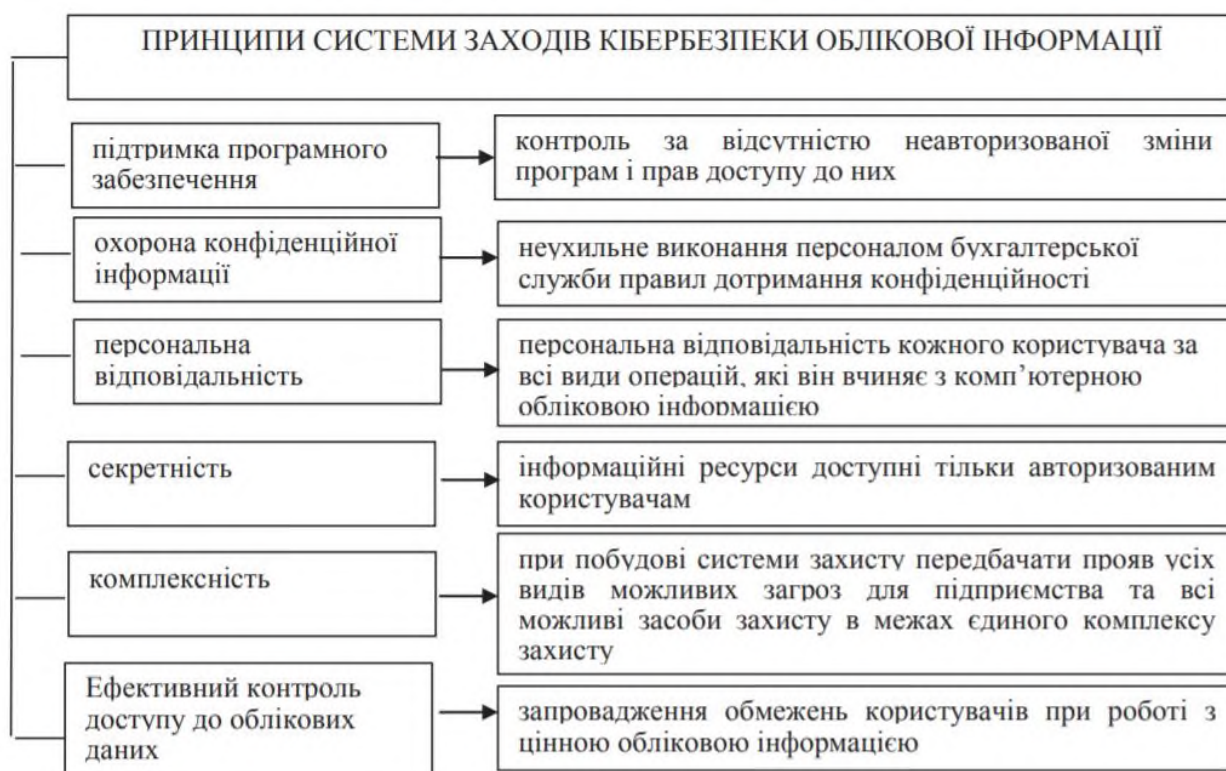 ПРИНЦИПИ СИСТЕМИ ЗАХОДІВ КІБЕРБЕЗПЕКИ ОБЛІКОВОЇ ІНФОРМАЦІЇ
підтримка програмного
забезпечення
контроль за відсутністю неавторизованої зміни
програм і прав доступу до них
охорона конфіденційної
інформації
неухильне виконання персоналом бухгалтерської
служби правил дотримання конфіденційності
персональна
відповідальність
персональна відповідальність кожного користувача за
всі види операцій, які він вчиняє з комп’ютерною
обліковою інформацією
секретність
інформаційні ресурси доступні тільки авторизованим
користувачам
комплексність
при побудові системи захисту передбачати прояв усіх
видів можливих загроз для підприємства та всі
можливі засоби захисту в межах єдиного комплексу
захисту
Ефективний контроль
доступу до облікових
даних
запровадження обмежень користувачів при роботі з
цінною обліковою інформацією